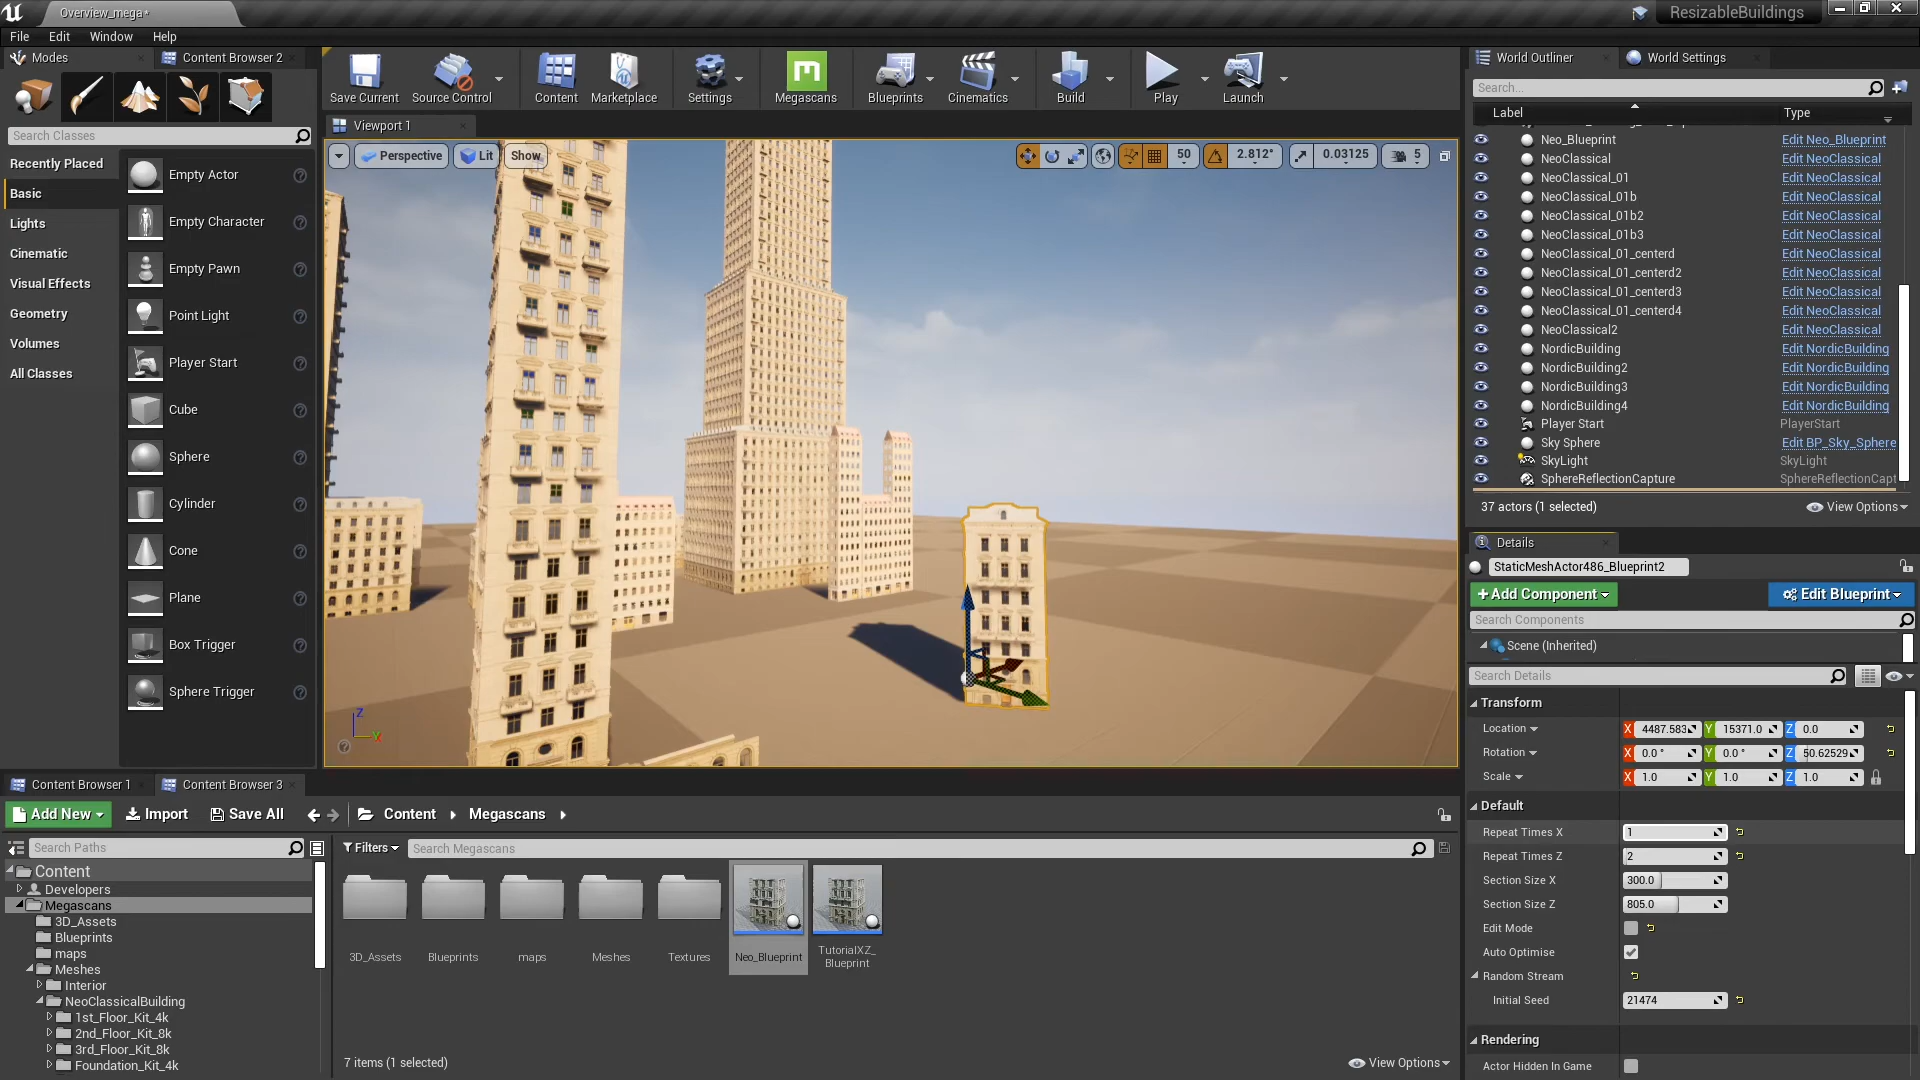 Overview_mega*
ResizableBuildings
File Edit Window Help
Modes
Content Browser 2
Search Classes
Recently Placed
Basic
Lights
Cinematic
Visual Effects
Geometry
Volumes
All Classes
Empty Actor
Empty Character
Empty Pawn
Point Light
Player Start
Cube
Sphere
Cylinder
Cone
Plane
Box Trigger
Sphere Trigger
Save Current
Source Control
Content
Marketplace
Settings
Megascans
Blueprints
Cinematics
Build
Play
Launch
Viewport 1
Perspective
Lit
Show
50
2.812°
0.03125
5
Z
Y
World Outliner
World Settings
Search...
Label Type
Neo_Blueprint Edit Neo_Blueprint
NeoClassical Edit NeoClassical
NeoClassical_01 Edit NeoClassical
NeoClassical_01b Edit NeoClassical
NeoClassical_01b2 Edit NeoClassical
NeoClassical_01b3 Edit NeoClassical
NeoClassical_01_centerd Edit NeoClassical
NeoClassical_01_centerd2 Edit NeoClassical
NeoClassical_01_centerd3 Edit NeoClassical
NeoClassical_01_centerd4 Edit NeoClassical
NeoClassical2 Edit NeoClassical
NordicBuilding Edit NordicBuilding
NordicBuilding2 Edit NordicBuilding
NordicBuilding3 Edit NordicBuilding
NordicBuilding4 Edit NordicBuilding
Player Start PlayerStart
Sky Sphere Edit BP_Sky_Sphere
SkyLight SkyLight
SphereReflectionCapture SphereReflectionCapt
37 actors (1 selected)
View Options
Details
StaticMeshActor486_Blueprint2
+Add Component
Edit Blueprint
Search Components
Scene (Inherited)
Search Details
Transform
Location X 4487.583 Y 15371.0 Z 0.0
Rotation X 0.0 ° Y 0.0 ° Z 50.62529
Scale X 1.0 Y 1.0 Z 1.0
Default
Repeat Times X 1
Repeat Times Z 2
Section Size X 300.0
Section Size Z 805.0
Edit Mode
Auto Optimise
Random Stream
Initial Seed 21474
Rendering
Actor Hidden In Game
Content Browser 1
Content Browser 3
Add New
Import
Save All
Content
Megascans
Search Paths
Content
Developers
Megascans
3D_Assets
Blueprints
maps
Meshes
Interior
NeoClassicalBuilding
1st_Floor_Kit_4k
2nd_Floor_Kit_8k
3rd_Floor_Kit_8k
Foundation_Kit_4k
Filters
Search Megascans
3D_Assets
Blueprints
maps
Meshes
Textures
Neo_Blueprint
TutorialXZ_
Blueprint
7 items (1 selected)
View Options